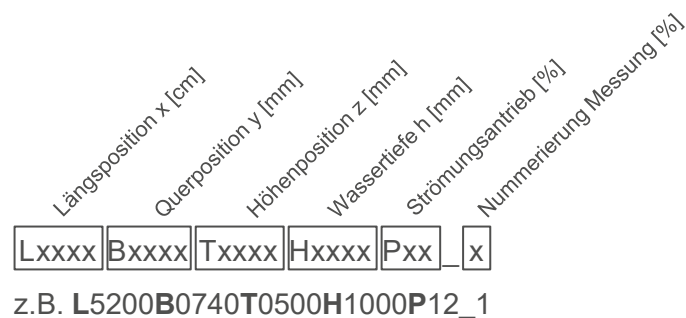 Längsposition x [cm]
Querposition y [mm]
Höhenposition z [mm]
Wassertiefe h [mm]
Strömungsantrieb [%]
Nummerierung Messung [%]
Lxxxx Bxxxx Txxxx Hxxxx Pxx _ x
z.B. L5200B0740T0500H1000P12_1